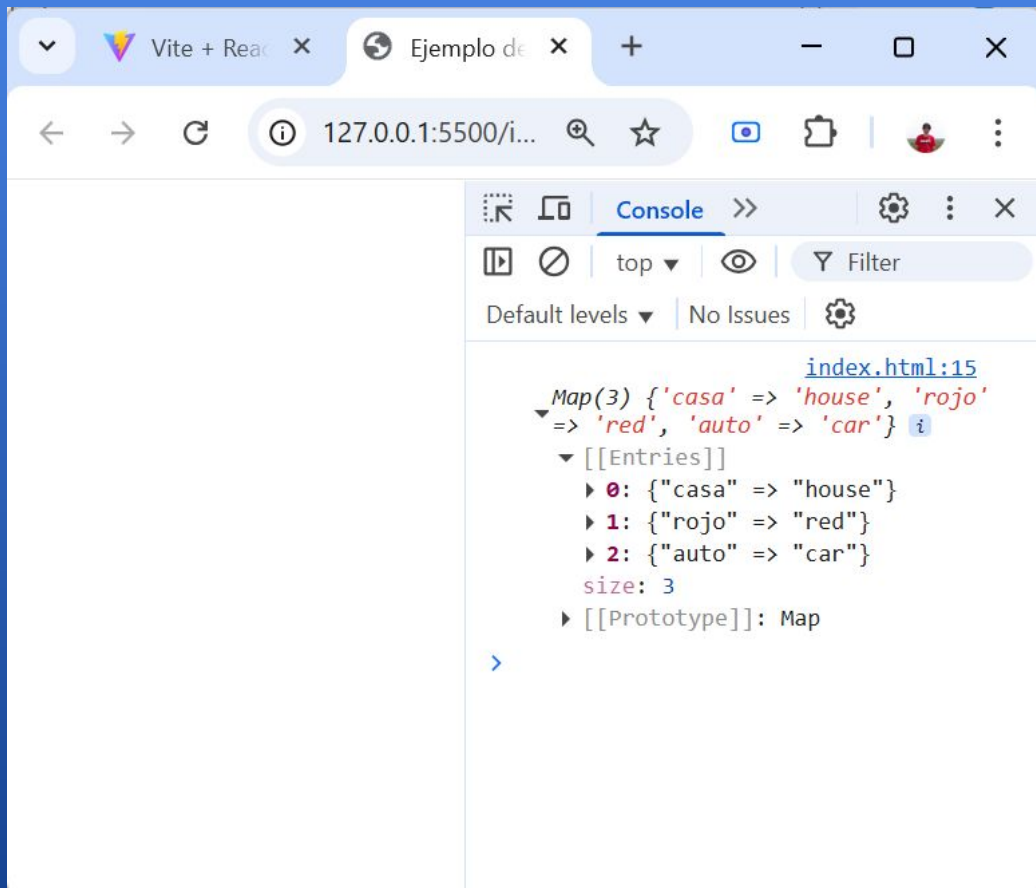 Vite + Reac
Ejemplo de
127.0.0.1:5500/i...
Console
top
Filter
Default levels
No Issues
index.html:15
Map(3) {'casa' => 'house', 'rojo'
=> 'red', 'auto' => 'car'} i
[[Entries]]
0: {"casa" => "house"}
1: {"rojo" => "red"}
2: {"auto" => "car"}
size: 3
[[Prototype]]: Map